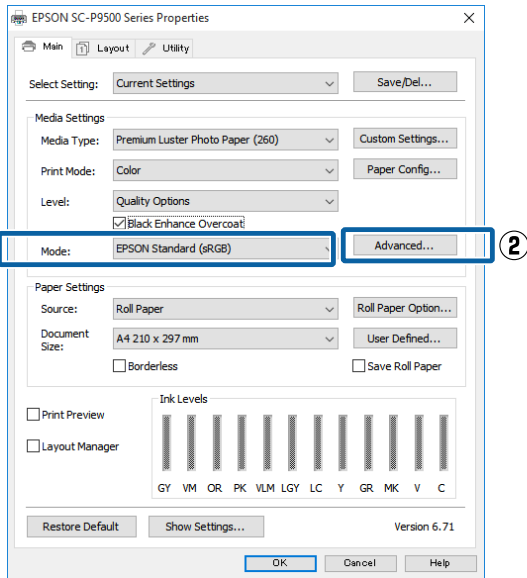 EPSON SC-P9500 Series Properties
Main Layout Utility
Select Setting: Current Settings Save/Del...
Media Settings
Media Type: Premium Luster Photo Paper (260) Custom Settings...
Print Mode: Color Paper Config...
Level: Quality Options
Black Enhance Overcoat
Mode: EPSON Standard (sRGB) Advanced... ②
Paper Settings
Source: Roll Paper Roll Paper Option...
Document Size: A4 210 x 297 mm User Defined...
Borderless Save Roll Paper
Ink Levels
Print Preview
Layout Manager
GY VM OR PK VLM LGY LC Y GR MK V C
Restore Default Show Settings... Version 6.71
OK Cancel Help